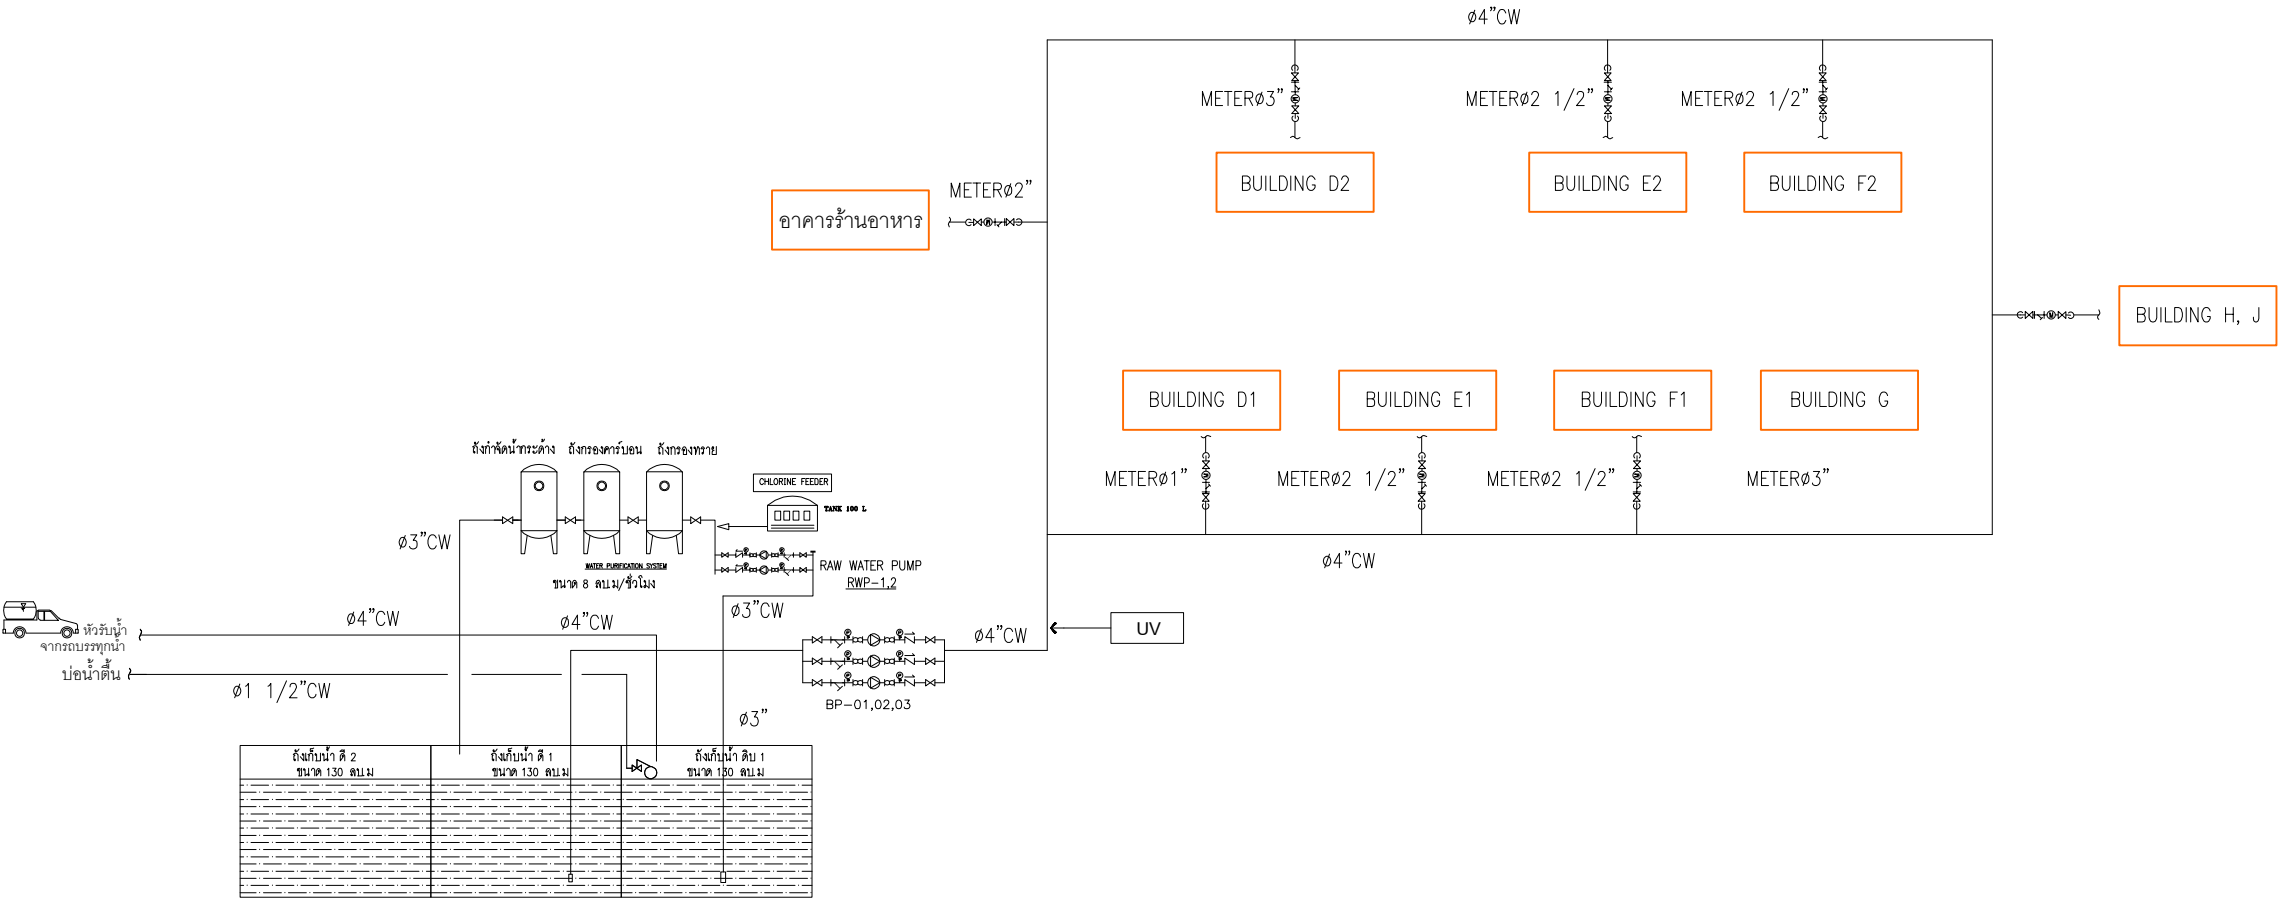 ø4"CW
METERø3"
METERø2 1/2"
METERø2 1/2"
BUILDING D2
BUILDING E2
BUILDING F2
METERø2"
อาคารร้านอาหาร
BUILDING H, J
BUILDING D1
BUILDING E1
BUILDING F1
BUILDING G
METERø1"
METERø2 1/2"
METERø2 1/2"
METERø3"
ø4"CW
ถังกำจัดน้ำกระด้าง
ถังกรองคาร์บอน
ถังกรองทราย
CHLORINE FEEDER
TANK 100 L
ø3"CW
WATER PURIFICATION SYSTEM
ขนาด 8 ลบ.ม/ชั่วโมง
RAW WATER PUMP
RWP-1,2
ø3"CW
ø4"CW
ø4"CW
ø4"CW
UV
หัวรับน้ำ
จากรถบรรทุกน้ำ
บ่อน้ำตื้น
ø1 1/2"CW
BP-01,02,03
ø3"
ถังเก็บน้ำ ดี 2
ขนาด 130 ลบ.ม
ถังเก็บน้ำ ดี 1
ขนาด 130 ลบ.ม
ถังเก็บน้ำ ดิบ 1
ขนาด 130 ลบ.ม